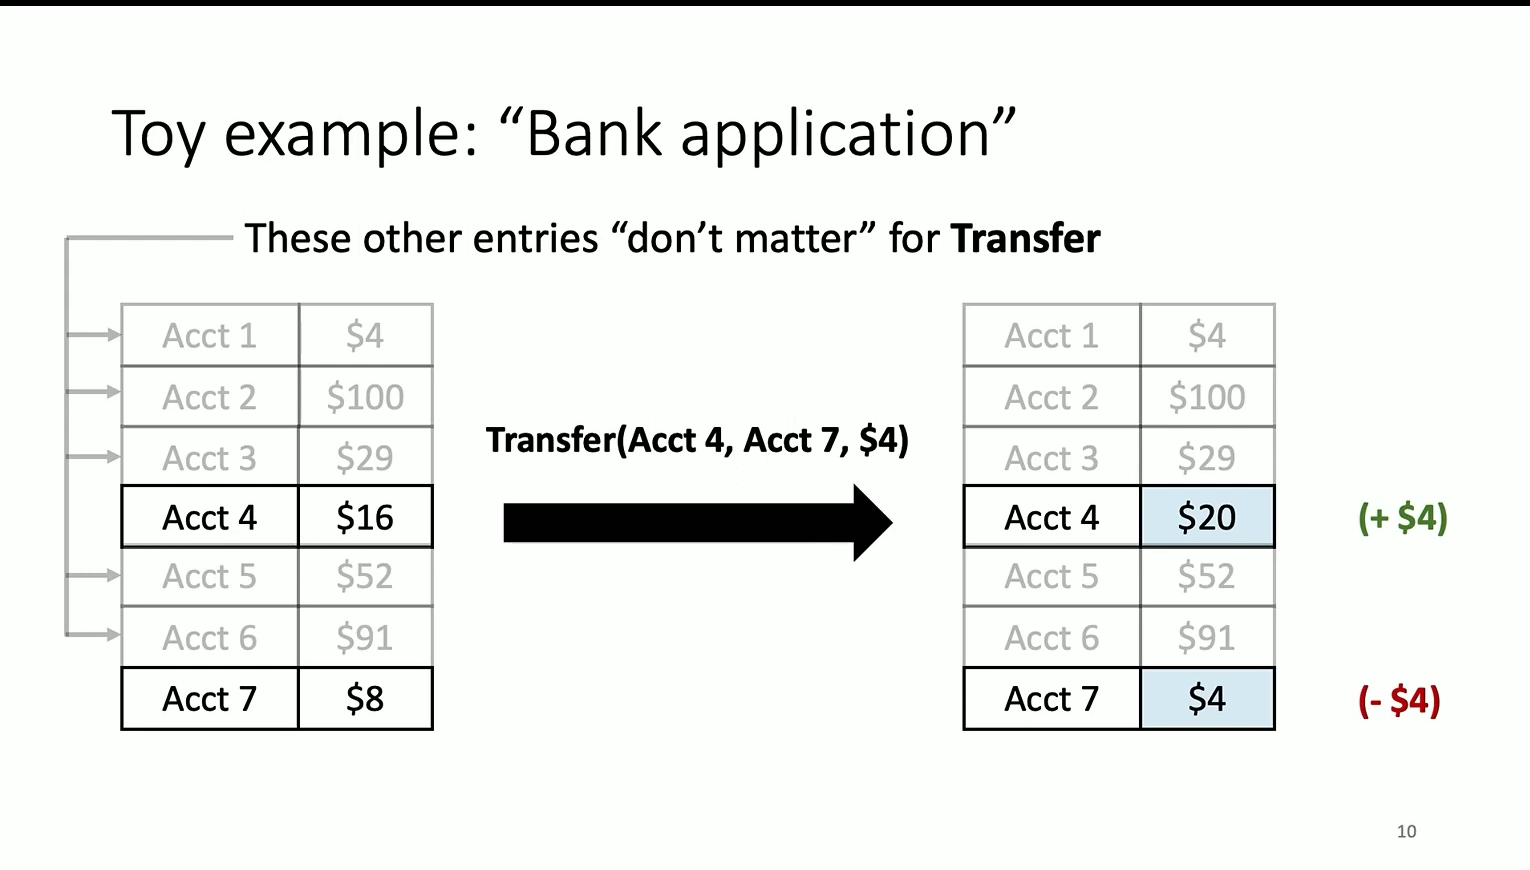 Toy example: “Bank application”
These other entries “don’t matter” for Transfer
Acct 1 $4
Acct 2 $100
Acct 3 $29
Acct 4 $16
Acct 5 $52
Acct 6 $91
Acct 7 $8
Transfer(Acct 4, Acct 7, $4)
Acct 1 $4
Acct 2 $100
Acct 3 $29
Acct 4 $20 (+ $4)
Acct 5 $52
Acct 6 $91
Acct 7 $4 (- $4)
10